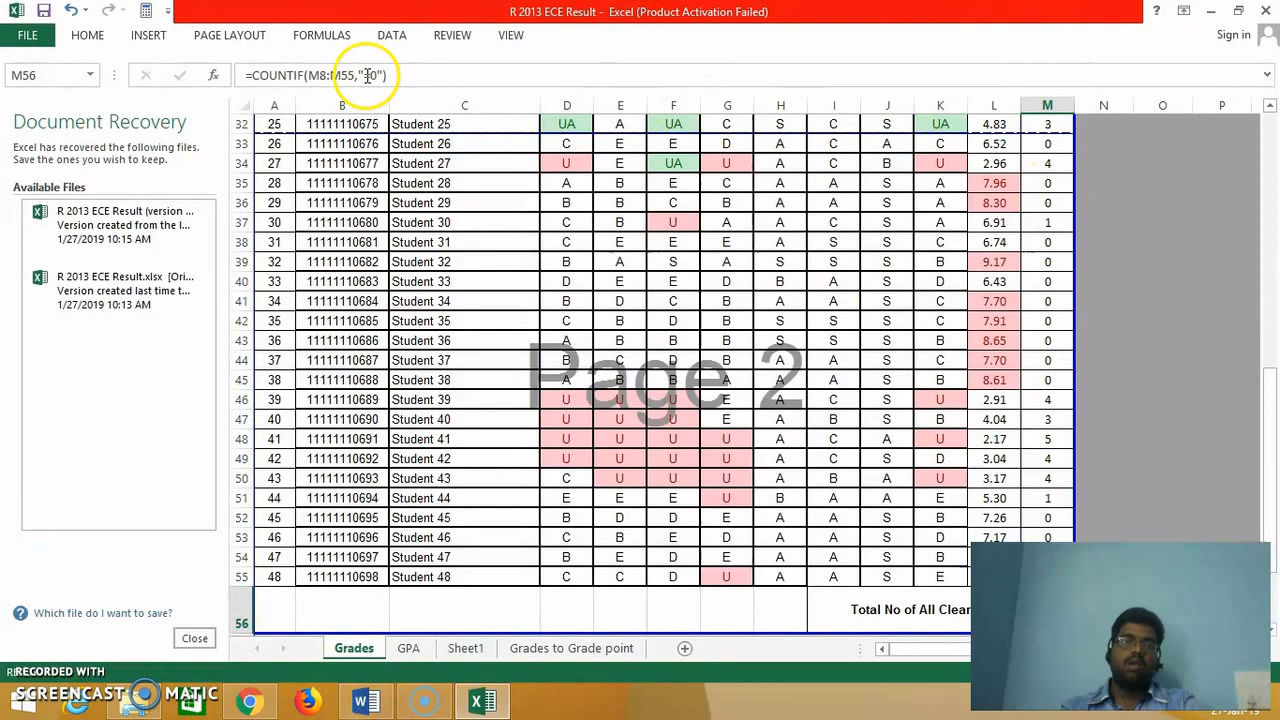 R 2013 ECE Result - Excel (Product Activation Failed)
FILE HOME INSERT PAGE LAYOUT FORMULAS DATA REVIEW VIEW Sign in
M56 fx
Document Recovery
Excel has recovered the following files.
Save the ones you wish to keep.
Available Files
R 2013 ECE Result (version ...
Version created from the l...
1/27/2019 10:15 AM
R 2013 ECE Result.xlsx [Ori...
Version created last time t...
1/27/2019 10:13 AM
Which file do I want to save?
Close
A B C D E F G H I J K L M N O P
32 25 11111110675 Student 25 UA A UA C S C S UA 4.83 3
33 26 11111110676 Student 26 C E E D A C A C 6.52 0
34 27 11111110677 Student 27 U E UA U A C B U 2.96 4
35 28 11111110678 Student 28 A B E C A A S A 7.96 0
36 29 11111110679 Student 29 B B C B A A S A 8.30 0
37 30 11111110680 Student 30 C B U A A C S A 6.91 1
38 31 11111110681 Student 31 C E E E A S S C 6.74 0
39 32 11111110682 Student 32 B A S A S S S B 9.17 0
40 33 11111110683 Student 33 D E E D B A S D 6.43 0
41 34 11111110684 Student 34 B D C B A A S C 7.70 0
42 35 11111110685 Student 35 C B D B S S S C 7.91 0
43 36 11111110686 Student 36 A B B B S S S B 8.65 0
44 37 11111110687 Student 37 B C D B A A S C 7.70 0
45 38 11111110688 Student 38 A B B A A A S B 8.61 0
46 39 11111110689 Student 39 U U U E A C S U 2.91 4
47 40 11111110690 Student 40 U U U E A B S B 4.04 3
48 41 11111110691 Student 41 U U U U A C A U 2.17 5
49 42 11111110692 Student 42 U U U U A C S D 3.04 4
50 43 11111110693 Student 43 C U U U A B A U 3.17 4
51 44 11111110694 Student 44 E E E U B A A E 5.30 1
52 45 11111110695 Student 45 B D D E A A S B 7.26 0
53 46 11111110696 Student 46 C B E D A A S D 7.17 0
54 47 11111110697 Student 47 B E D E A A S B
55 48 11111110698 Student 48 C C D U A A S E
56 Total No of All Clear
Page 2
Grades GPA Sheet1 Grades to Grade point
RECORDED WITH
SCREENCAST MATIC